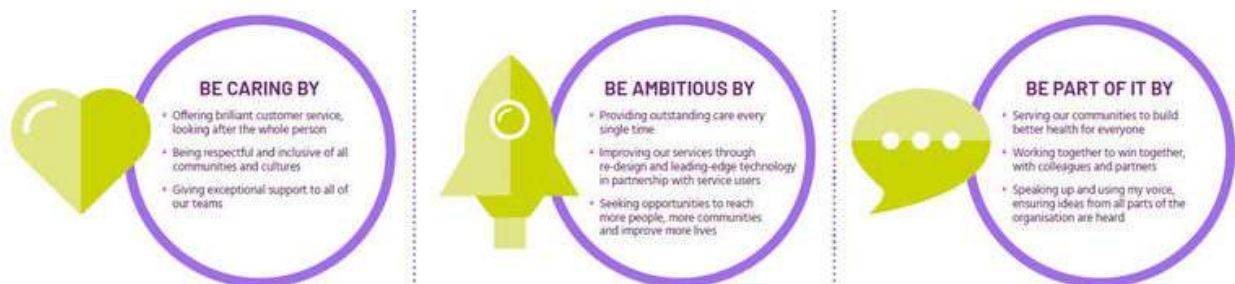 BE CARING BY
• Offering brilliant customer service,
looking after the whole person
• Being respectful and inclusive of all
communities and cultures
• Giving exceptional support to all of
our teams
BE AMBITIOUS BY
• Providing outstanding care every
single time
• Improving our services through
re-design and leading-edge technology
in partnership with service users
• Seeking opportunities to reach
more people, more communities
and improve more lives
BE PART OF IT BY
• Serving our communities to build
better health for everyone
• Working together to win together,
with colleagues and partners
• Speaking up and using my voice,
ensuring ideas from all parts of the
organisation are heard